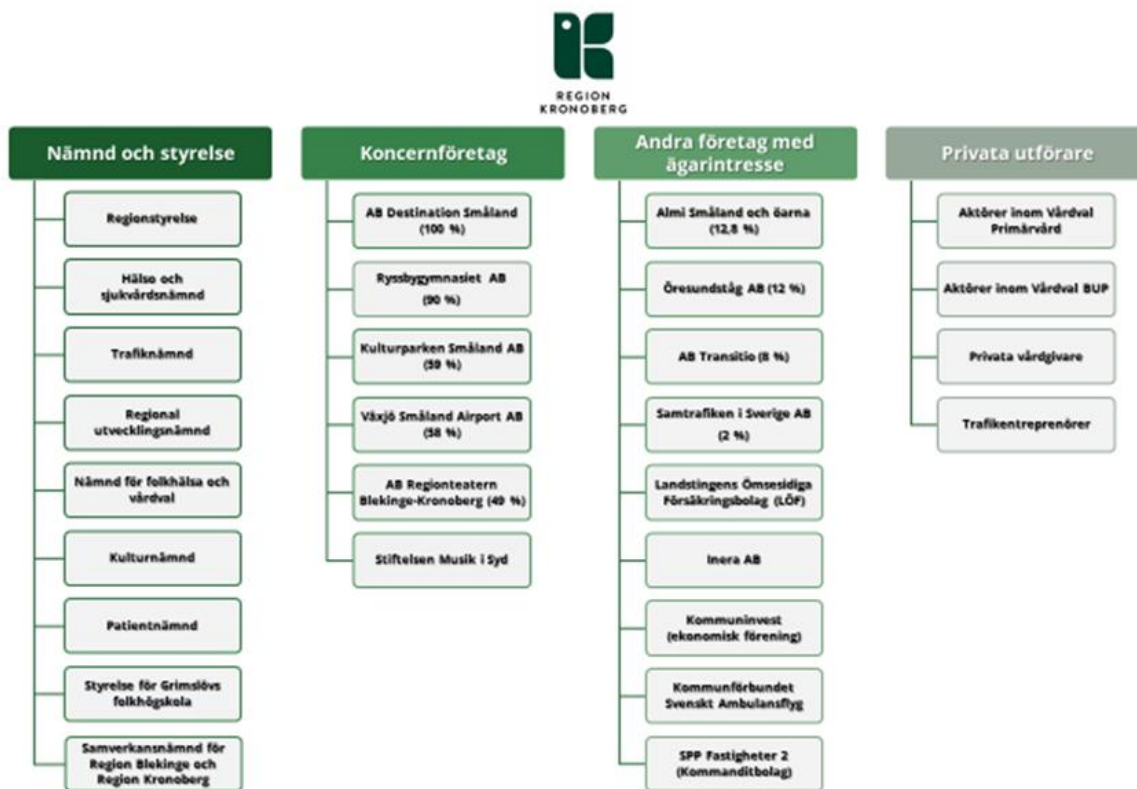 REGION
KRONOBERG
Nämnd och styrelse
Regionstyrelse
Hälso och
sjukvårdsnämnd
Trafiknämnd
Regional
utvecklingsnämnd
Nämnd för folkhälsa och
vårdval
Kulturnämnd
Patientnämnd
Styrelse för Grimslövs
folkhögskola
Samverkansnämnd för
Region Blekinge och
Region Kronoberg
Koncernföretag
AB Destination Småland
(100 %)
Ryssbygymnasiet AB
(90 %)
Kulturparken Småland AB
(59 %)
Växjö Småland Airport AB
(58 %)
AB Regionteatern
Blekinge-Kronoberg (49 %)
Stiftelsen Musik i Syd
Andra företag med
ägarintresse
Almi Småland och öarna
(12,8 %)
Öresundståg AB (12 %)
AB Transitio (8 %)
Samtrafiken i Sverige AB
(2 %)
Landstingens Ömsesidiga
Försäkringsbolag (LÖF)
Inera AB
Kommuninvest
(ekonomisk förening)
Kommunförbundet
Svenskt Ambulansflyg
SPP Fastigheter 2
(Kommanditbolag)
Privata utförare
Aktörer inom Vårdval
Primärvård
Aktörer inom Vårdval BUP
Privata vårdgivare
Trafikentreprenörer